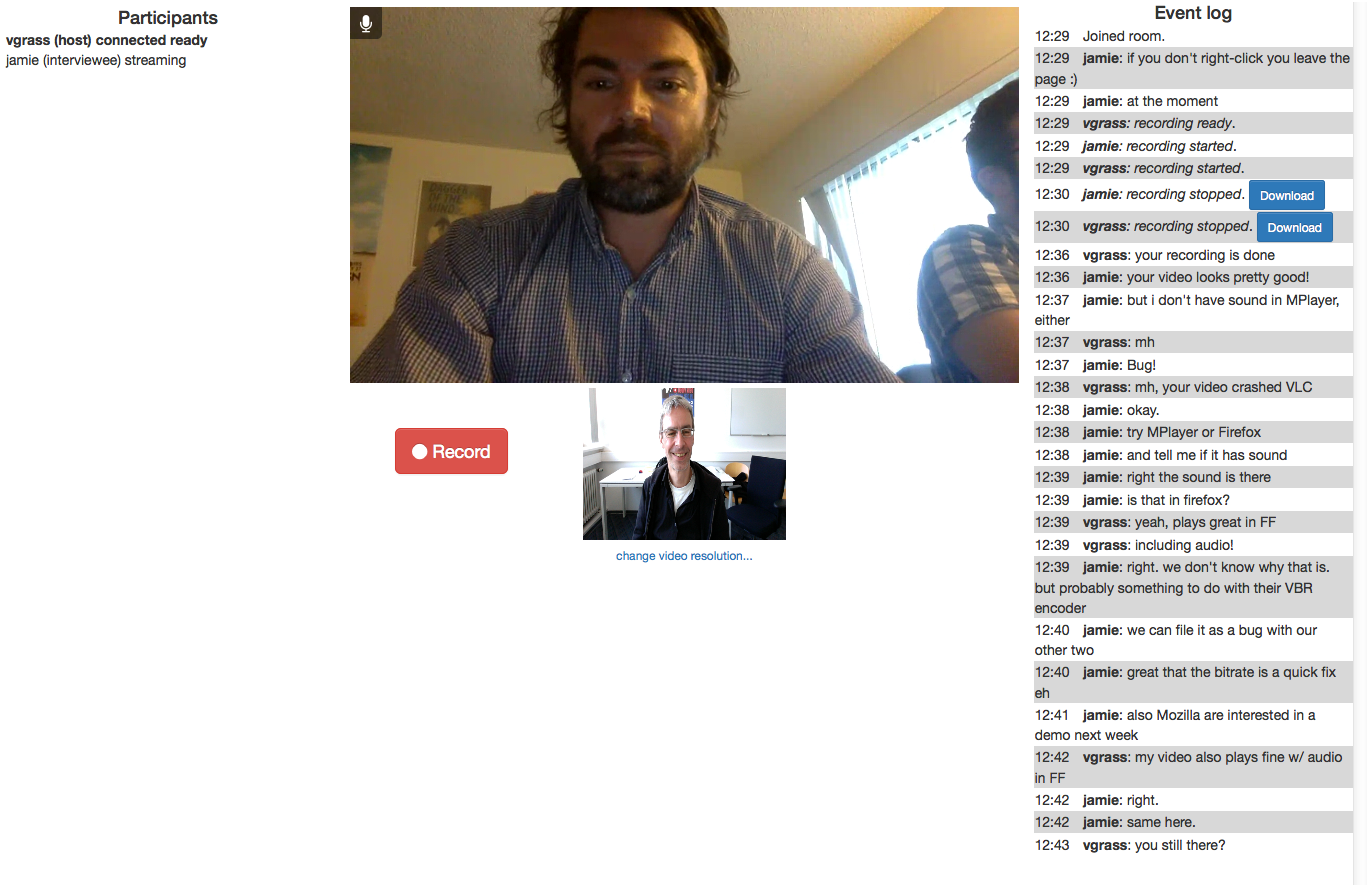 Participants
vgrass (host) connected ready
jamie (interviewee) streaming
DAGGER
IN THE
MIND
Record
change video resolution...
Event log
12:29 Joined room.
12:29 jamie: if you don't right-click you leave the
page :)
12:29 jamie: at the moment
12:29 vgrass: recording ready.
12:29 jamie: recording started.
12:29 vgrass: recording started.
12:30 jamie: recording stopped. Download
12:30 vgrass: recording stopped. Download
12:36 vgrass: your recording is done
12:36 jamie: your video looks pretty good!
12:37 jamie: but i don't have sound in MPlayer,
either
12:37 vgrass: mh
12:37 jamie: Bug!
12:38 vgrass: mh, your video crashed VLC
12:38 jamie: okay.
12:38 jamie: try MPlayer or Firefox
12:38 jamie: and tell me if it has sound
12:39 jamie: right the sound is there
12:39 jamie: is that in firefox?
12:39 vgrass: yeah, plays great in FF
12:39 vgrass: including audio!
12:39 jamie: right. we don't know why that is.
but probably something to do with their VBR
encoder
12:40 jamie: we can file it as a bug with our
other two
12:40 jamie: great that the bitrate is a quick fix
eh
12:41 jamie: also Mozilla are interested in a
demo next week
12:42 vgrass: my video also plays fine w/ audio
in FF
12:42 jamie: right.
12:42 jamie: same here.
12:43 vgrass: you still there?